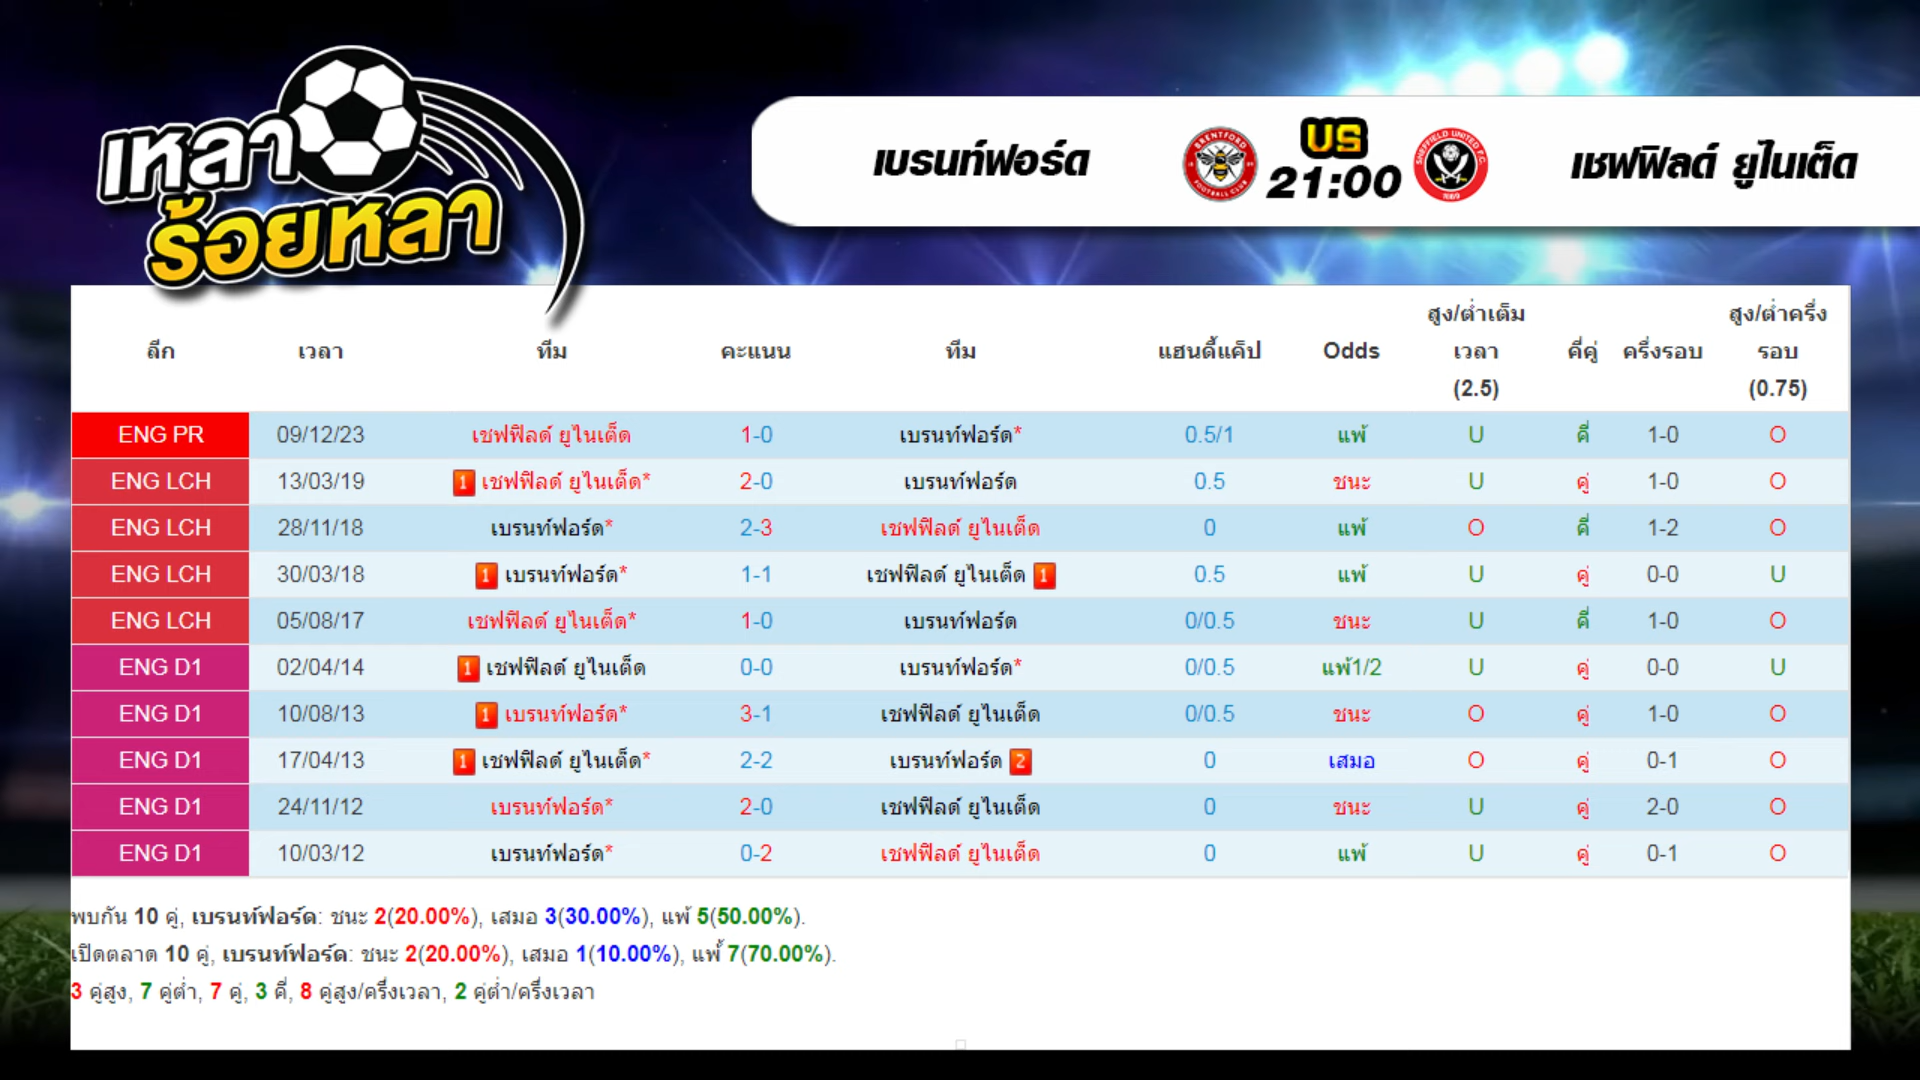 เหลา
ร้อยหลา
เบรนท์ฟอร์ด BRENTFORD FOOTBALL CLUB US 21:00 SHEFFIELD UNITED F.C. 1889 เชฟฟิลด์ ยูไนเต็ด
ลีก เวลา ทีม คะแนน ทีม แฮนดี้แค็ป Odds สูง/ต่ำเต็มเวลา (2.5) คี่คู่ ครึ่งรอบ สูง/ต่ำครึ่งรอบ (0.75)
ENG PR 09/12/23 เชฟฟิลด์ ยูไนเต็ด 1-0 เบรนท์ฟอร์ด* 0.5/1 แพ้ U คี่ 1-0 O
ENG LCH 13/03/19 1 เชฟฟิลด์ ยูไนเต็ด* 2-0 เบรนท์ฟอร์ด 0.5 ชนะ U คู่ 1-0 O
ENG LCH 28/11/18 เบรนท์ฟอร์ด* 2-3 เชฟฟิลด์ ยูไนเต็ด 0 แพ้ O คี่ 1-2 O
ENG LCH 30/03/18 1 เบรนท์ฟอร์ด* 1-1 เชฟฟิลด์ ยูไนเต็ด 1 0.5 แพ้ U คู่ 0-0 U
ENG LCH 05/08/17 เชฟฟิลด์ ยูไนเต็ด* 1-0 เบรนท์ฟอร์ด 0/0.5 ชนะ U คี่ 1-0 O
ENG D1 02/04/14 1 เชฟฟิลด์ ยูไนเต็ด 0-0 เบรนท์ฟอร์ด* 0/0.5 แพ้1/2 U คู่ 0-0 U
ENG D1 10/08/13 1 เบรนท์ฟอร์ด* 3-1 เชฟฟิลด์ ยูไนเต็ด 0/0.5 ชนะ O คู่ 1-0 O
ENG D1 17/04/13 1 เชฟฟิลด์ ยูไนเต็ด* 2-2 เบรนท์ฟอร์ด 2 0 เสมอ O คู่ 0-1 O
ENG D1 24/11/12 เบรนท์ฟอร์ด* 2-0 เชฟฟิลด์ ยูไนเต็ด 0 ชนะ U คู่ 2-0 O
ENG D1 10/03/12 เบรนท์ฟอร์ด* 0-2 เชฟฟิลด์ ยูไนเต็ด 0 แพ้ U คู่ 0-1 O
พบกัน 10 คู่, เบรนท์ฟอร์ด: ชนะ 2(20.00%), เสมอ 3(30.00%), แพ้ 5(50.00%).
เปิดตลาด 10 คู่, เบรนท์ฟอร์ด: ชนะ 2(20.00%), เสมอ 1(10.00%), แพ้ 7(70.00%).
3 คู่สูง, 7 คู่ต่ำ, 7 คู่, 3 คี่, 8 คู่สูง/ครึ่งเวลา, 2 คู่ต่ำ/ครึ่งเวลา